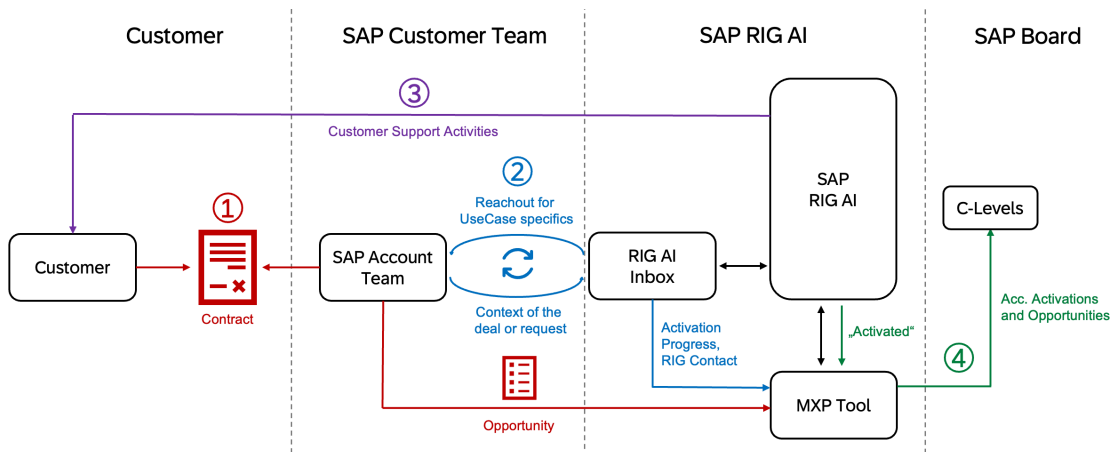 Customer
SAP Customer Team
SAP RIG AI
SAP Board
③
Customer Support Activities
②
Reachout for
UseCase specifics
①
SAP
RIG AI
C-Levels
Customer
SAP Account
Team
RIG AI
Inbox
Contract
Context of the
deal or request
Activation
Progress,
RIG Contact
„Activated“
Acc. Activations
and Opportunities
④
MXP Tool
Opportunity